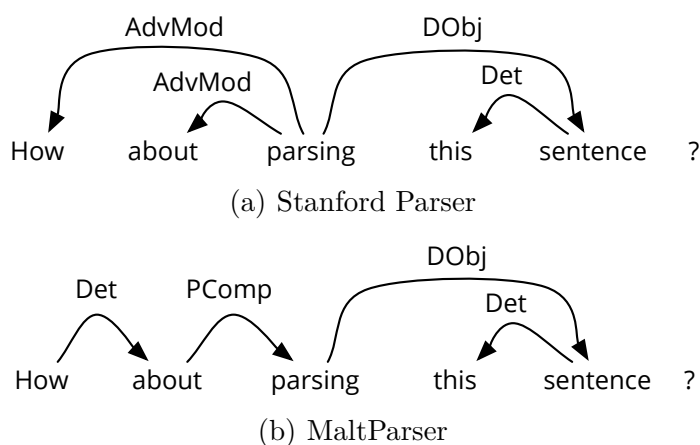 AdvMod DObj
AdvMod Det
How about parsing this sentence ?
(a) Stanford Parser
DObj
Det PComp Det
How about parsing this sentence ?
(b) MaltParser